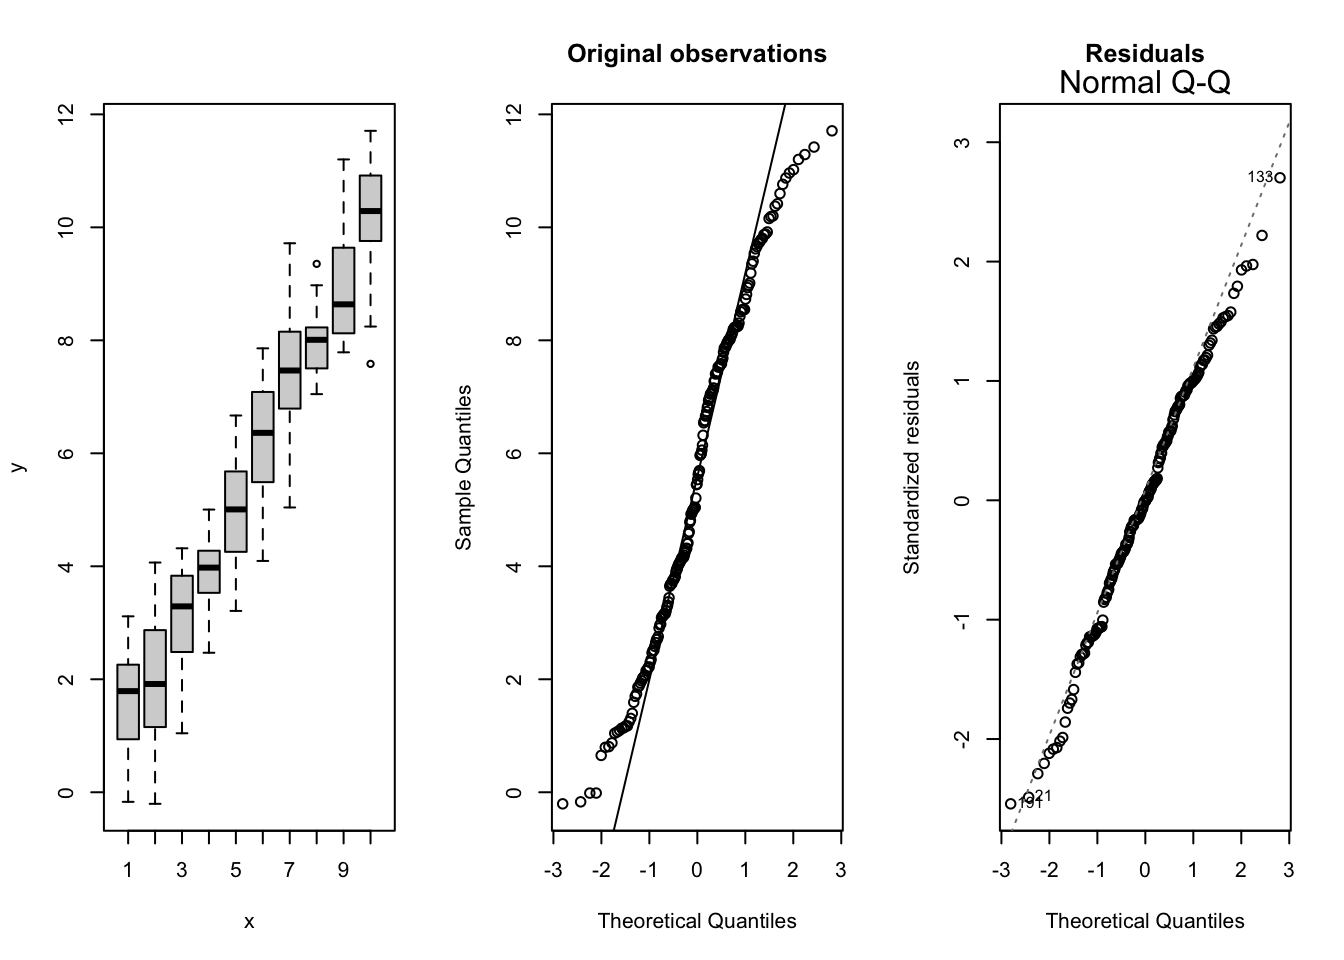 y
12
10
8
6
4
2
0
1 3 5 7 9
x
Original observations
Sample Quantiles
12
10
8
6
4
2
0
-3 -2 -1 0 1 2 3
Theoretical Quantiles
Residuals
Normal Q-Q
Standardized residuals
3
2
1
0
-1
-2
133
21
191
-3 -2 -1 0 1 2 3
Theoretical Quantiles